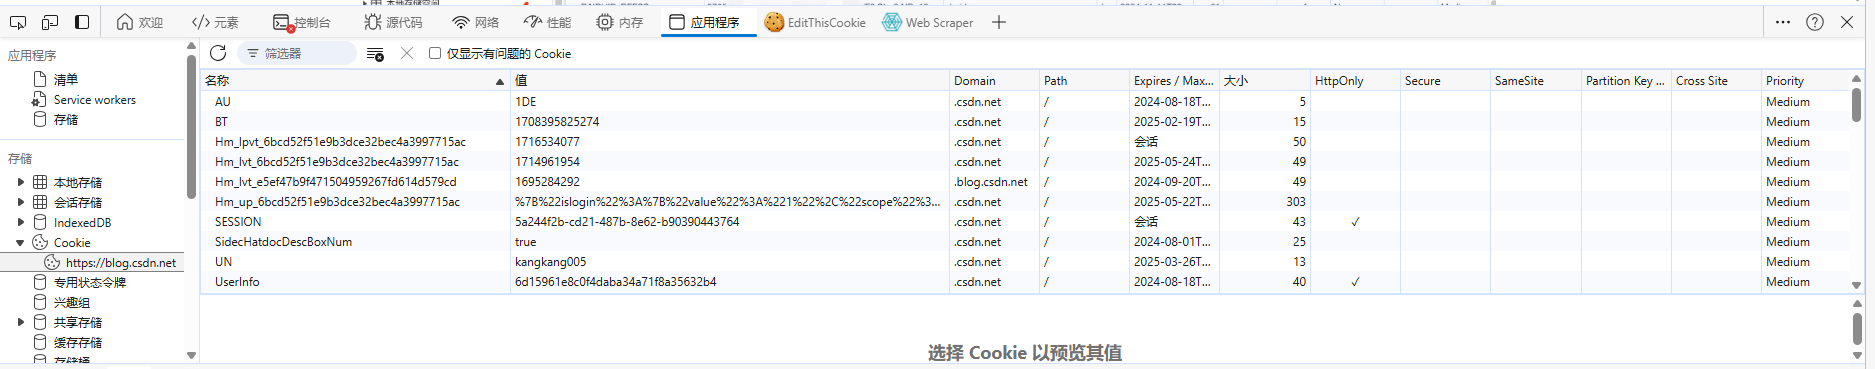 欢迎 元素 控制台 源代码 网络 性能 内存 应用程序 EditThisCookie Web Scraper
应用程序
清单
Service workers
存储
存储
本地存储
会话存储
IndexedDB
Cookie
https://blog.csdn.net
专用状态令牌
兴趣组
共享存储
缓存存储
存储桶
筛选器 仅显示有问题的 Cookie
名称 值 Domain Path Expires / Max... 大小 HttpOnly Secure SameSite Partition Key ... Cross Site Priority
AU 1DE .csdn.net / 2024-08-18T... 5 Medium
BT 1708395825274 .csdn.net / 2025-02-19T... 15 Medium
Hm_lpvt_6bcd52f51e9b3dce32bec4a3997715ac 1716534077 .csdn.net / 会话 50 Medium
Hm_lvt_6bcd52f51e9b3dce32bec4a3997715ac 1714961954 .csdn.net / 2025-05-24T... 49 Medium
Hm_lvt_e5ef47b9f471504959267fd614d579cd 1695284292 .blog.csdn.net / 2024-09-20T... 49 Medium
Hm_up_6bcd52f51e9b3dce32bec4a3997715ac %7B%22islogin%22%3A%7B%22value%22%3A%221%22%2C%22scope%22%3... .csdn.net / 2025-05-22T... 303 Medium
SESSION 5a244f2b-cd21-487b-8e62-b90390443764 .csdn.net / 会话 43 ✓ Medium
SidecHatdocDescBoxNum true .csdn.net / 2024-08-01T... 25 Medium
UN kangkang005 .csdn.net / 2025-03-26T... 13 Medium
UserInfo 6d15961e8c0f4daba34a71f8a35632b4 .csdn.net / 2024-08-18T... 40 ✓ Medium
选择 Cookie 以预览其值